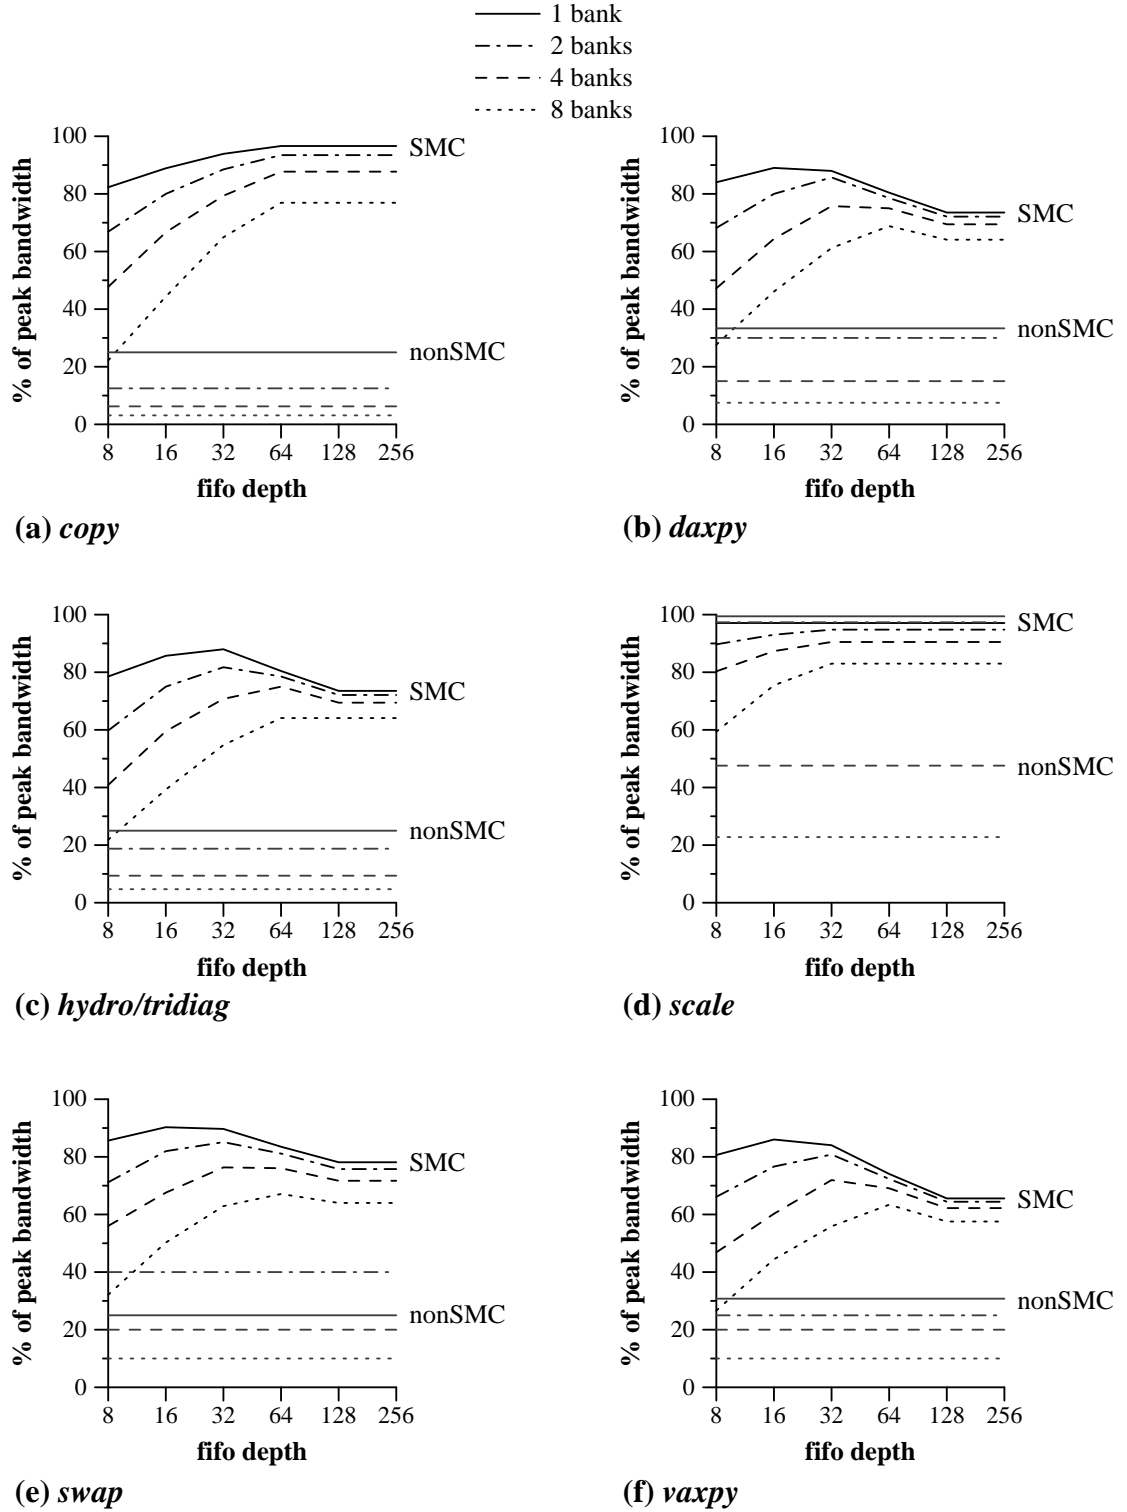 1 bank
2 banks
4 banks
8 banks
% of peak bandwidth
100
80
60
40
20
0
SMC
nonSMC
8 16 32 64 128 256
fifo depth
(a) copy
% of peak bandwidth
100
80
60
40
20
0
SMC
nonSMC
8 16 32 64 128 256
fifo depth
(b) daxpy
% of peak bandwidth
100
80
60
40
20
0
SMC
nonSMC
8 16 32 64 128 256
fifo depth
(c) hydro/tridiag
% of peak bandwidth
100
80
60
40
20
0
SMC
nonSMC
8 16 32 64 128 256
fifo depth
(d) scale
% of peak bandwidth
100
80
60
40
20
0
SMC
nonSMC
8 16 32 64 128 256
fifo depth
(e) swap
% of peak bandwidth
100
80
60
40
20
0
SMC
nonSMC
8 16 32 64 128 256
fifo depth
(f) vaxpy